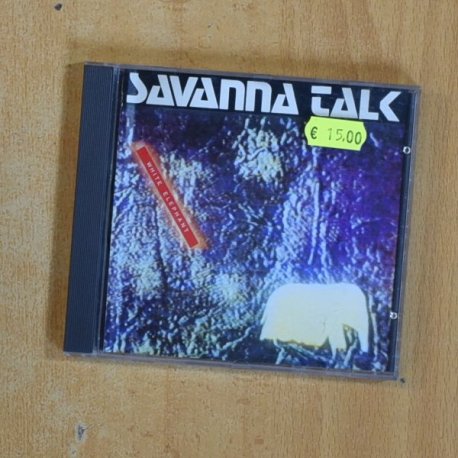 SAVANNA TALK
€ 15,00
WHITE ELEPHANT